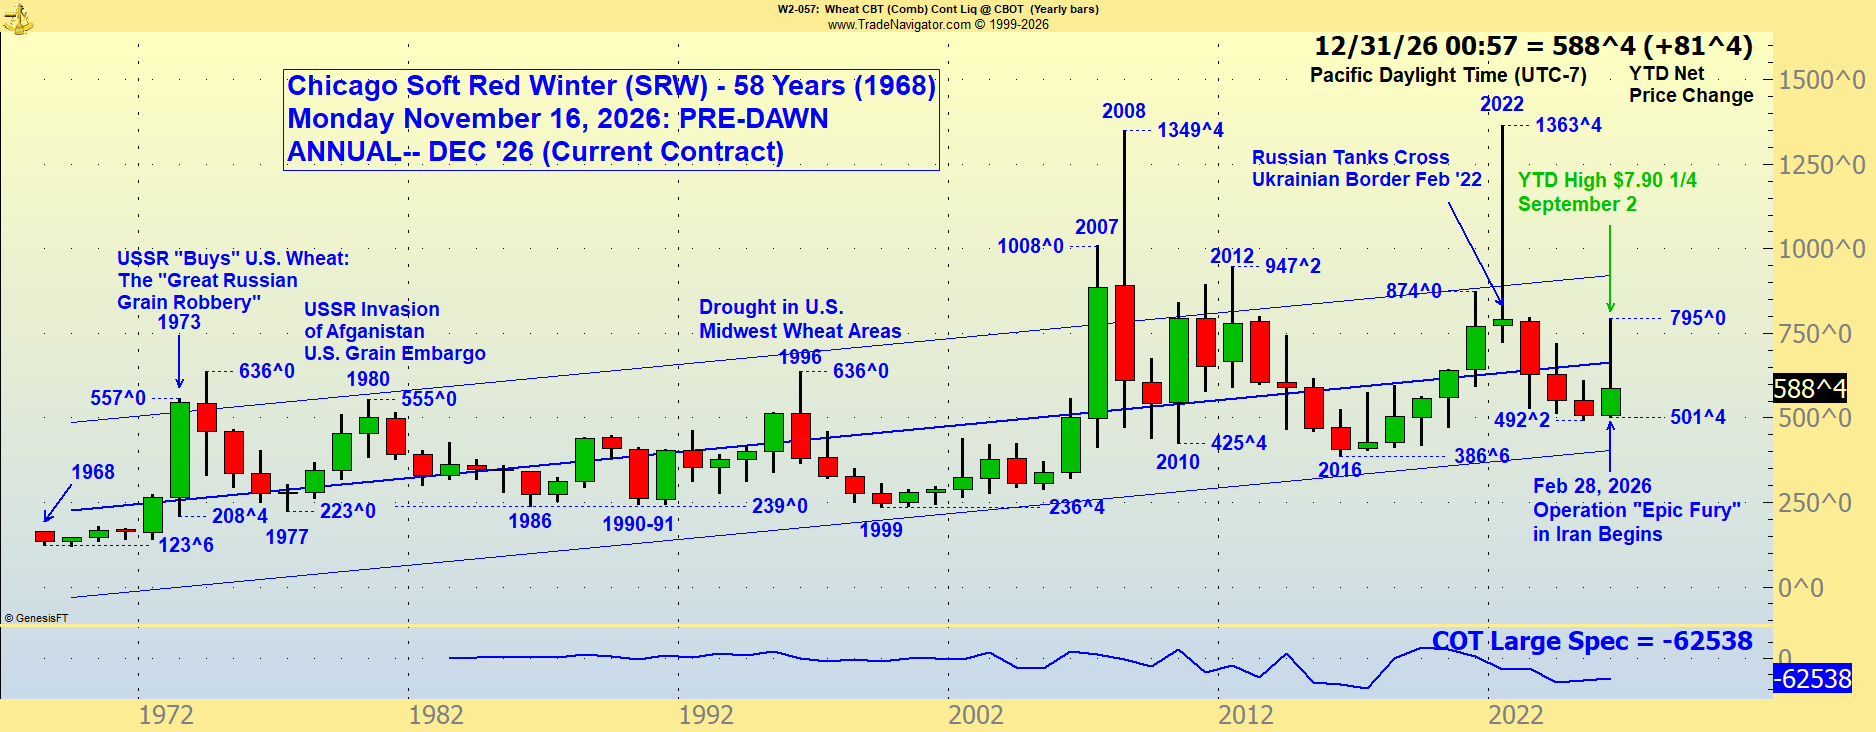 W2-057: Wheat CBT (Comb) Cont Liq @ CBOT (Yearly bars)
www.TradeNavigator.com © 1999-2026
12/31/26 00:57 = 588^4 (+81^4)
Pacific Daylight Time (UTC-7)
YTD Net
Price Change
Chicago Soft Red Winter (SRW) - 58 Years (1968)
Monday November 16, 2026: PRE-DAWN
ANNUAL-- DEC '26 (Current Contract)
1500^0
1250^0
1000^0
750^0
588^4
500^0
250^0
0^0
2022
1363^4
2008
1349^4
Russian Tanks Cross
Ukrainian Border Feb '22
YTD High $7.90 1/4
September 2
2007
1008^0
2012
947^2
874^0
795^0
USSR "Buys" U.S. Wheat:
The "Great Russian
Grain Robbery"
1973
USSR Invasion
of Afganistan
U.S. Grain Embargo
1980
Drought in U.S.
Midwest Wheat Areas
1996
636^0
636^0
557^0
555^0
492^2
501^4
425^4
2010
2016
386^6
1968
208^4
223^0
1977
123^6
1986
1990-91
239^0
1999
236^4
Feb 28, 2026
Operation "Epic Fury"
in Iran Begins
© GenesisFT
COT Large Spec = -62538
0
-62538
1972
1982
1992
2002
2012
2022